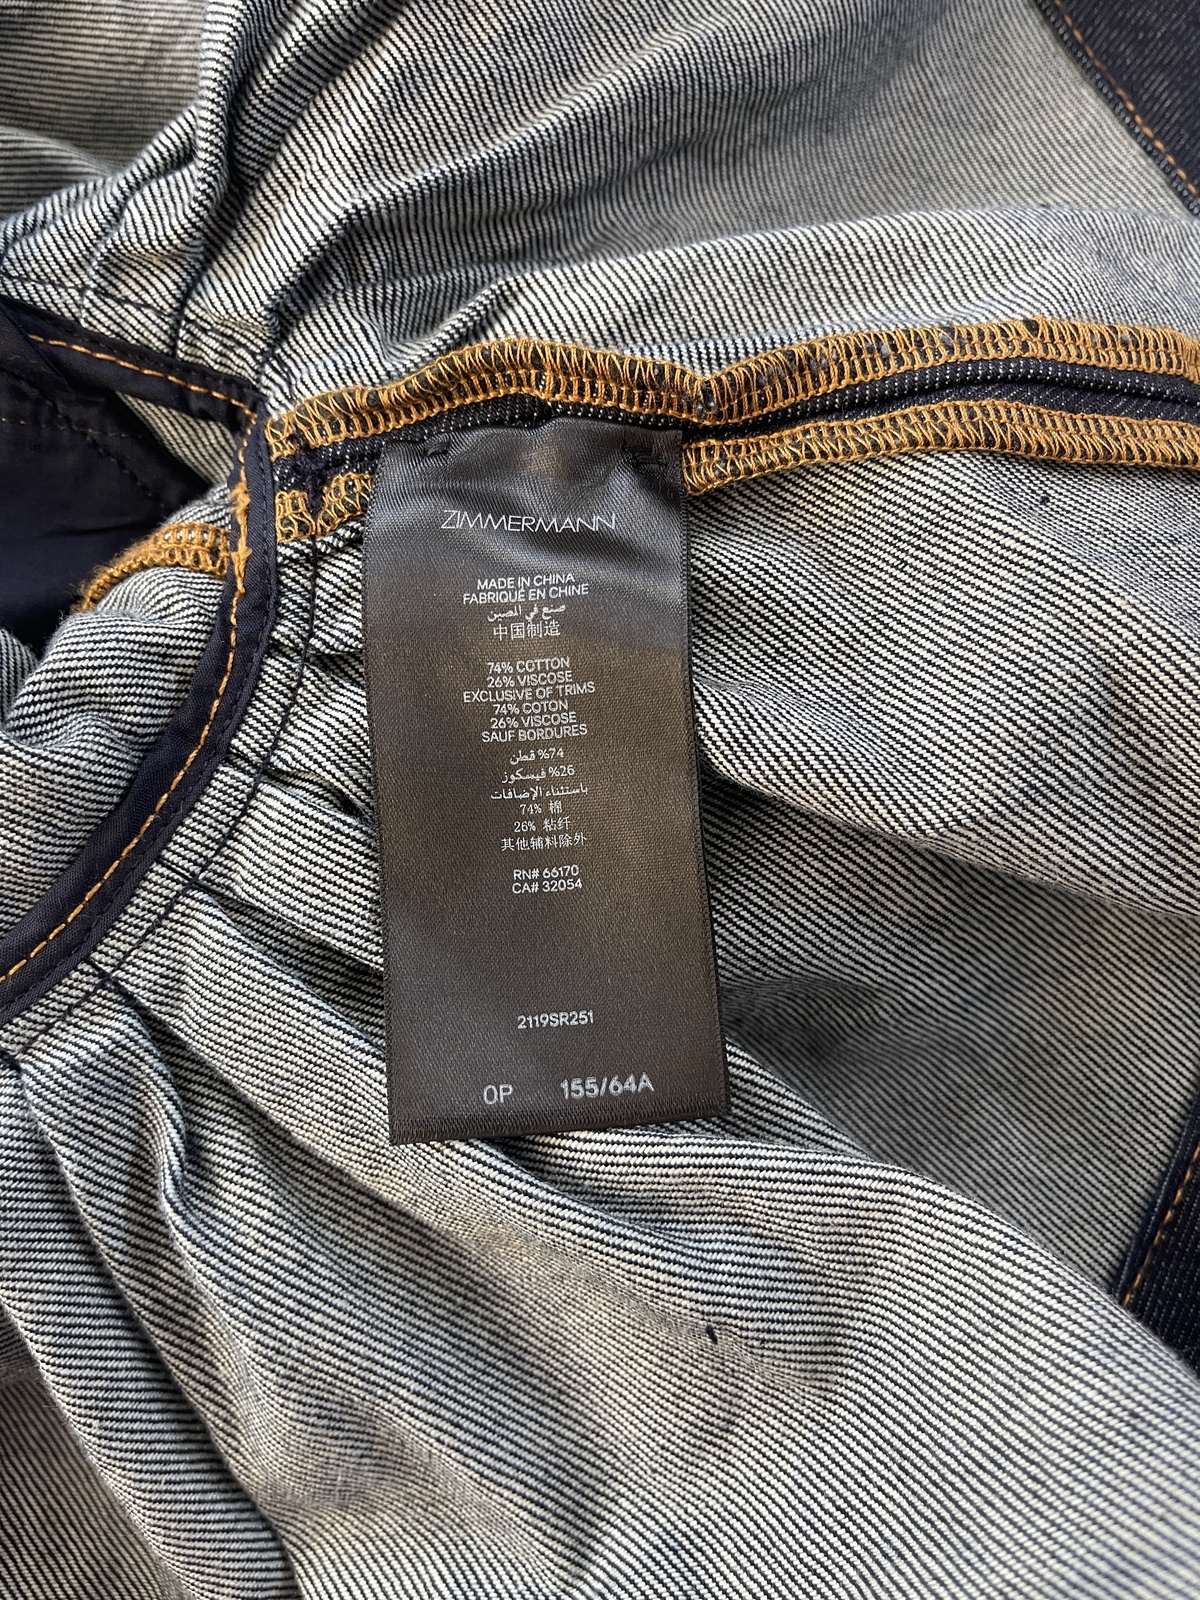 ZIMMERMANN
MADE IN CHINA
FABRIQUÉ EN CHINE
صنع في الصين
中国制造
74% COTTON
26% VISCOSE
EXCLUSIVE OF TRIMS
74% COTON
26% VISCOSE
SAUF BORDURES
%74 قطن
%26 فيسكوز
باستثناء الإضافات
74% 棉
26% 粘纤
其他辅料除外
RN# 66170
CA# 32054
2119SR251
0P 155/64A